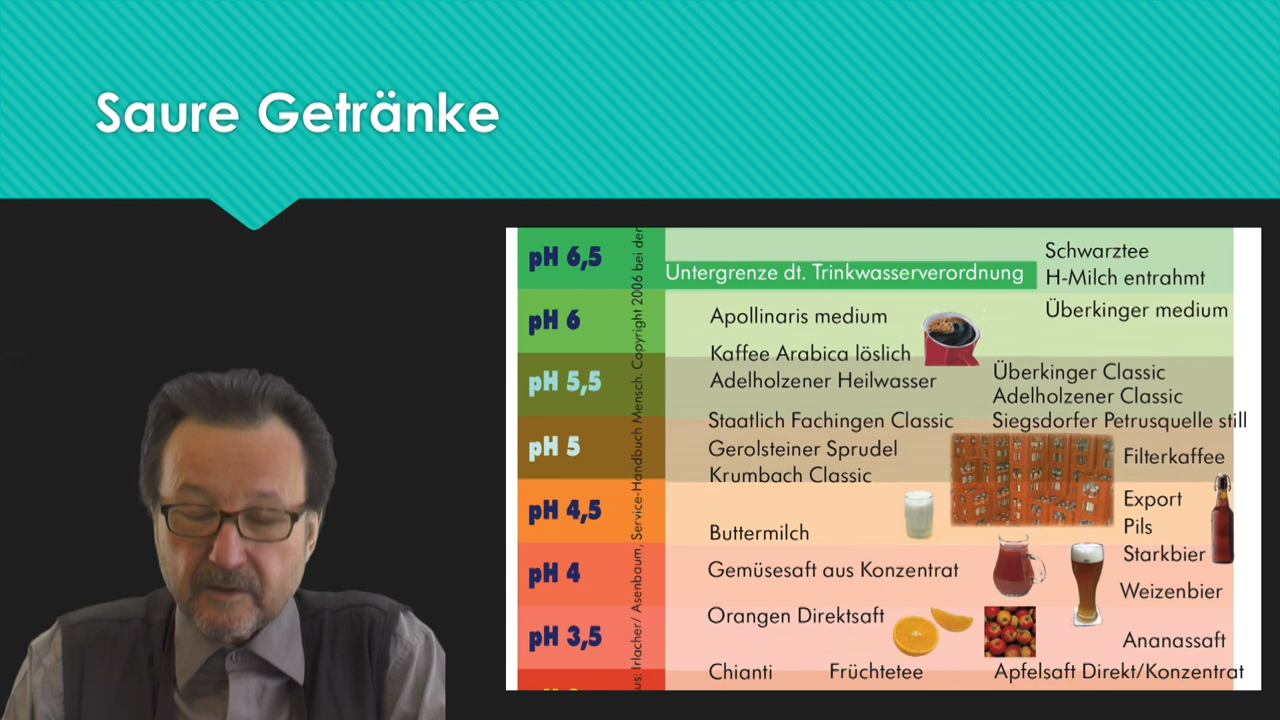 Saure Getränke
pH 6,5
Untergrenze dt. Trinkwasserverordnung
Schwarztee
H-Milch entrahmt
pH 6
Apollinaris medium
Überkinger medium
Kaffee Arabica löslich
pH 5,5
Adelholzener Heilwasser
Überkinger Classic
Adelholzener Classic
Staatlich Fachingen Classic
Siegsdorfer Petrusquelle still
pH 5
Gerolsteiner Sprudel
Filterkaffee
Krumbach Classic
pH 4,5
Export
Pils
Buttermilch
Starkbier
pH 4
Gemüsesaft aus Konzentrat
Weizenbier
Orangen Direktsaft
pH 3,5
Ananassaft
Chianti
Früchtetee
Apfelsaft Direkt/Konzentrat
us: Irlacher/ Asenbaum, Service-Handbuch Mensch. Copyright 2006 bei der